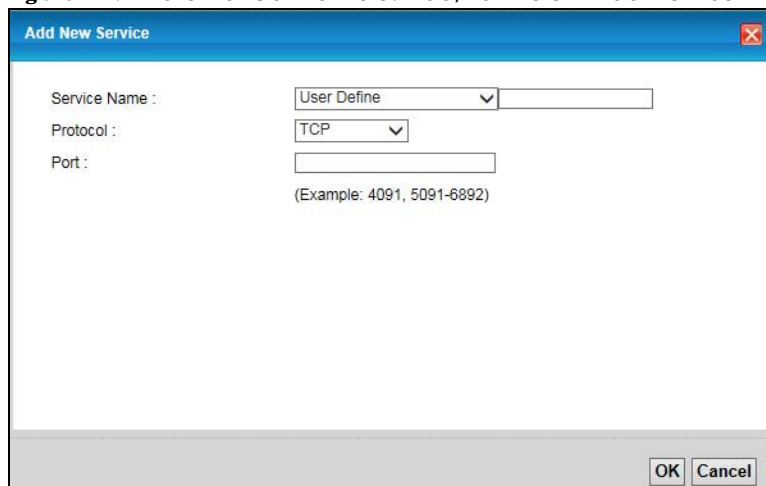 Add New Service
Service Name : User Define
Protocol : TCP
Port :
(Example: 4091, 5091-6892)
OK Cancel